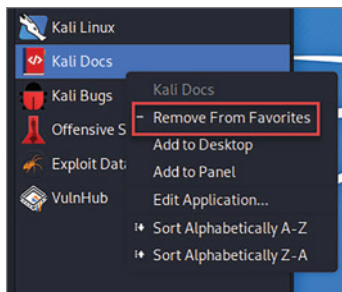 Kali Linux
Kali Docs
Kali Bugs
Offensive S
Exploit Data
VulnHub
Kali Docs
Remove From Favorites
Add to Desktop
Add to Panel
Edit Application...
Sort Alphabetically A-Z
Sort Alphabetically Z-A